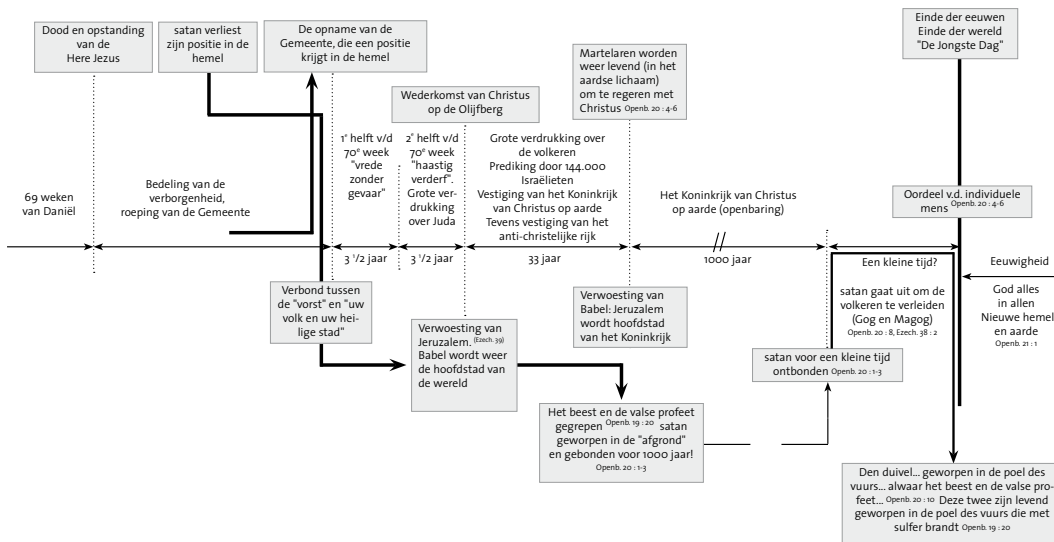 Dood en opstanding
van de
Here Jezus
satan verliest
zijn positie in de
hemel
De opname van de
Gemeente, die een positie
krijgt in de hemel
Wederkomst van Christus
op de Olijfberg
Martelaren worden
weer levend (in het
aardse lichaam)
om te regeren met
Christus Openb. 20 : 4-6
Einde der eeuwen
Einde der wereld
"De Jongste Dag"
69 weken
van Daniël
Bedeling van de
verborgenheid,
roeping van de Gemeente
1e helft v/d
70e week
"vrede
zonder
gevaar"
2e helft v/d
70e week
"haastig
verderf".
Grote ver-
drukking
over Juda
Grote verdrukking over
de volkeren
Prediking door 144.000
Israëlieten
Vestiging van het Koninkrijk
van Christus op aarde
Tevens vestiging van het
anti-christelijke rijk
Het Koninkrijk van Christus
op aarde (openbaring)
Oordeel v.d. individuele
mens Openb. 20 : 4-6
3 1/2 jaar
3 1/2 jaar
33 jaar
1000 jaar
Een kleine tijd?
satan gaat uit om de
volkeren te verleiden
(Gog en Magog)
Openb. 20 : 8, Ezech. 38 : 2
Eeuwigheid
God alles
in allen
Nieuwe hemel
en aarde
Openb. 21 : 1
Verbond tussen
de "vorst" en "uw
volk en uw hei-
lige stad"
Verwoesting van
Jeruzalem. (Ezech. 39)
Babel wordt weer
de hoofdstad van
de wereld
Verwoesting van
Babel: Jeruzalem
wordt hoofdstad
van het Koninkrijk
satan voor een kleine tijd
ontbonden Openb. 20 : 1-3
Het beest en de valse profeet
gegrepen Openb. 19 : 20 satan
geworpen in de "afgrond"
en gebonden voor 1000 jaar!
Openb. 20 : 1-3
Den duivel... geworpen in de poel des
vuurs... alwaar het beest en de valse pro-
feet... Openb. 20 : 10 Deze twee zijn levend
geworpen in de poel des vuurs die met
sulfer brandt Openb. 19 : 20